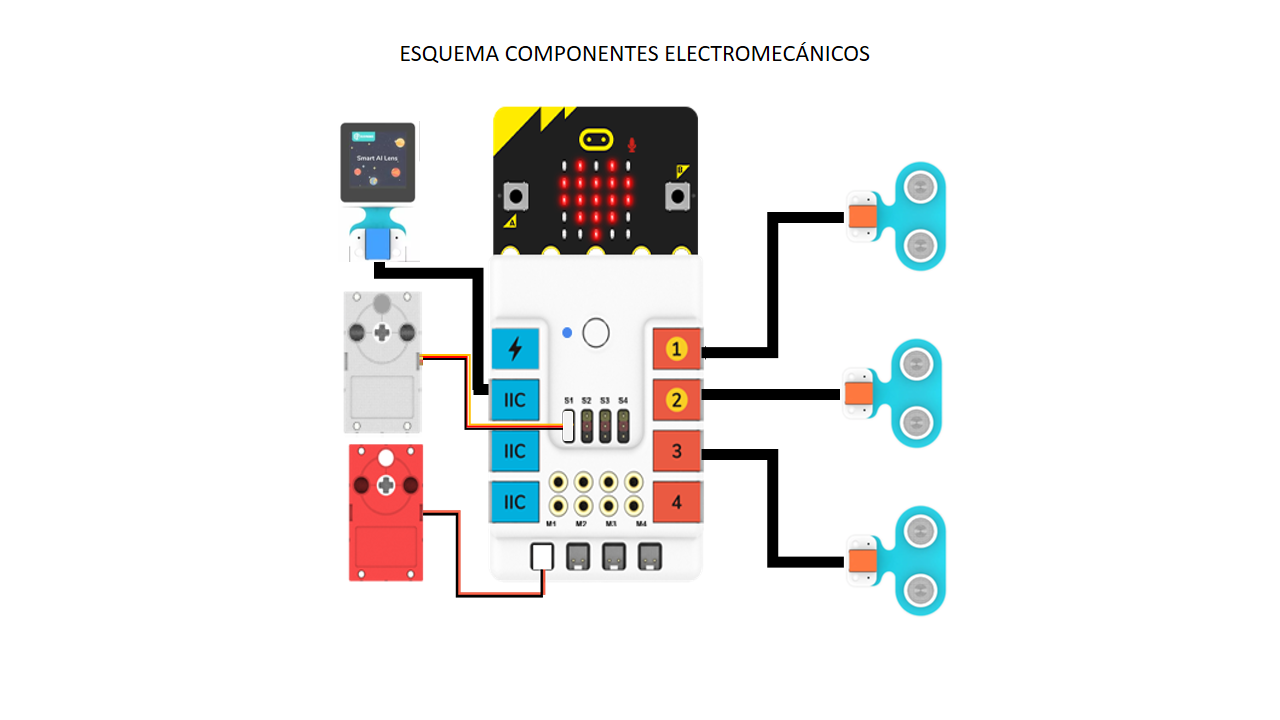 ESQUEMA COMPONENTES ELECTROMECÁNICOS
Smart AI Lens
A
B
1
IIC
2
S1 S2 S3 S4
IIC
3
IIC
4
M1 M2 M3 M4